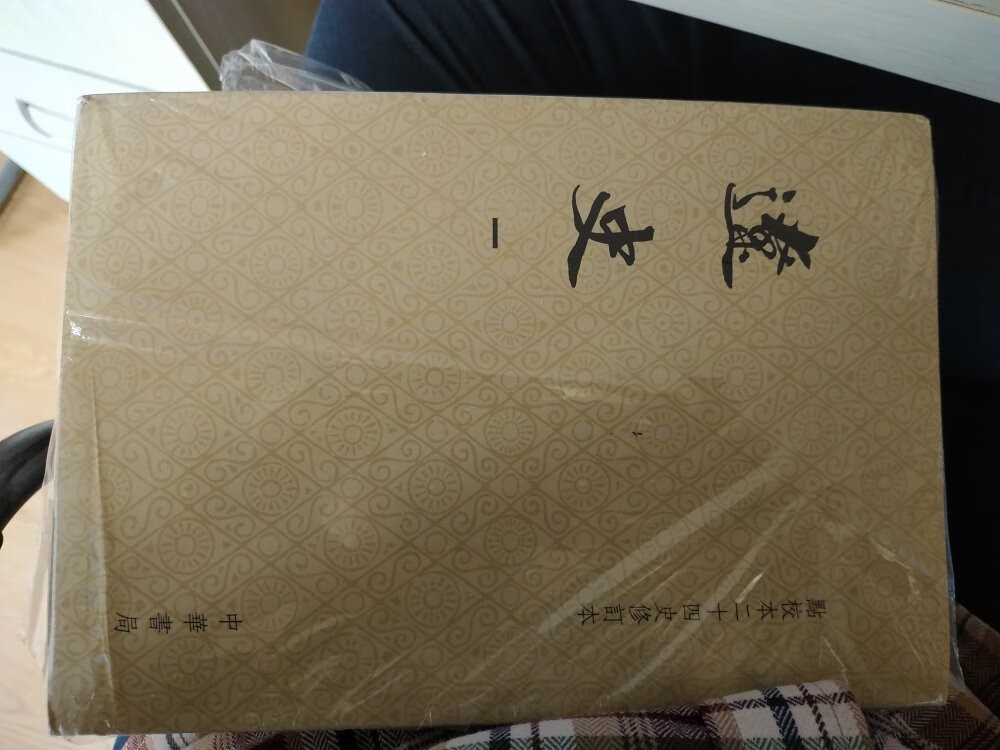 遼史
一
點校本二十四史修訂本
中華書局